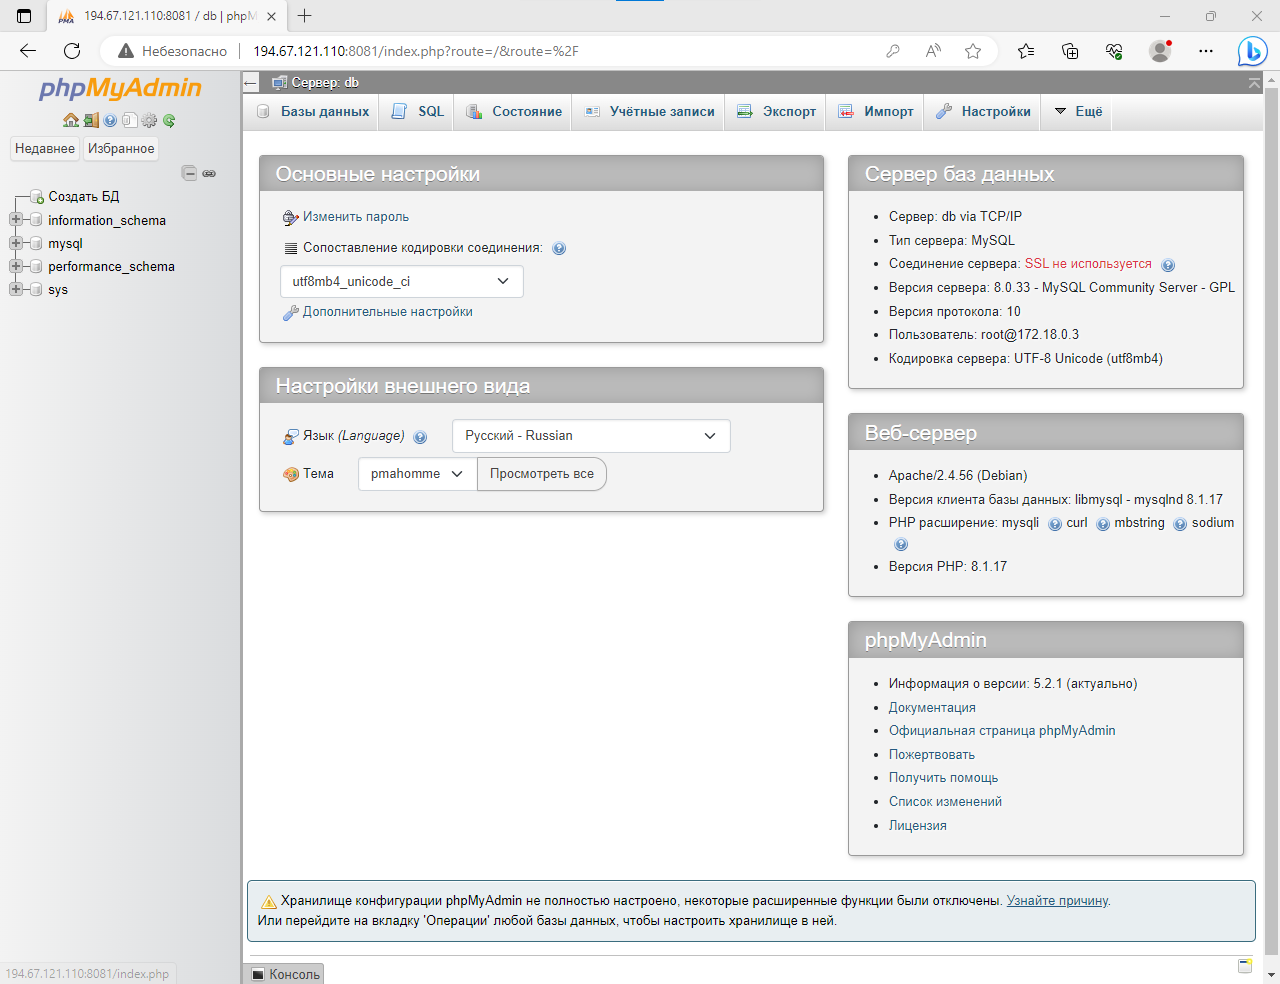 194.67.121.110:8081 / db | phpM
Небезопасно
194.67.121.110:8081/index.php?route=/&route=%2F
phpMyAdmin
Недавнее
Избранное
Создать БД
information_schema
mysql
performance_schema
sys
Сервер: db
Базы данных
SQL
Состояние
Учётные записи
Экспорт
Импорт
Настройки
Ещё
Основные настройки
Изменить пароль
Сопоставление кодировки соединения:
utf8mb4_unicode_ci
Дополнительные настройки
Настройки внешнего вида
Язык (Language)
Русский - Russian
Тема
pmahomme
Просмотреть все
Сервер баз данных
Сервер: db via TCP/IP
Тип сервера: MySQL
Соединение сервера: SSL не используется
Версия сервера: 8.0.33 - MySQL Community Server - GPL
Версия протокола: 10
Пользователь: root@172.18.0.3
Кодировка сервера: UTF-8 Unicode (utf8mb4)
Веб-сервер
Apache/2.4.56 (Debian)
Версия клиента базы данных: libmysql - mysqlnd 8.1.17
PHP расширение: mysqli curl mbstring sodium
Версия PHP: 8.1.17
phpMyAdmin
Информация о версии: 5.2.1 (актуально)
Документация
Официальная страница phpMyAdmin
Пожертвовать
Получить помощь
Список изменений
Лицензия
Хранилище конфигурации phpMyAdmin не полностью настроено, некоторые расширенные функции были отключены. Узнайте причину.
Или перейдите на вкладку 'Операции' любой базы данных, чтобы настроить хранилище в ней.
194.67.121.110:8081/index.php
Консоль